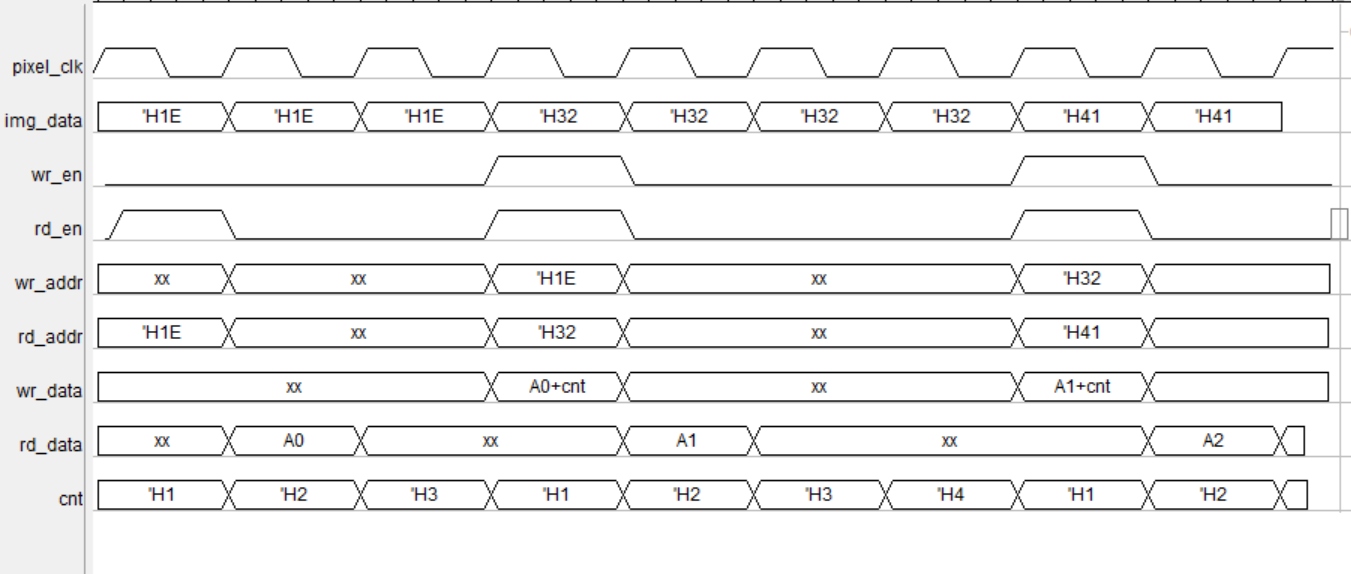 pixel_clk
img_data 'H1E 'H1E 'H1E 'H32 'H32 'H32 'H32 'H41 'H41
wr_en
rd_en
wr_addr xx xx 'H1E xx 'H32
rd_addr 'H1E xx 'H32 xx 'H41
wr_data xx A0+cnt xx A1+cnt
rd_data xx A0 xx A1 xx A2
cnt 'H1 'H2 'H3 'H1 'H2 'H3 'H4 'H1 'H2